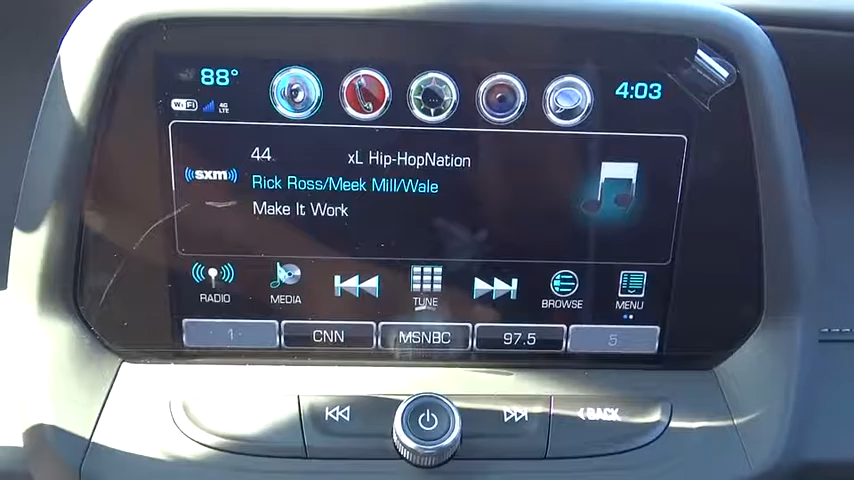 88°
4:03
WiFi 4G LTE
44 xL Hip-HopNation
((sxm))
Rick Ross/Meek Mill/Wale
Make It Work
RADIO MEDIA TUNE BROWSE MENU
1 CNN MSNBC 97.5 5
BACK